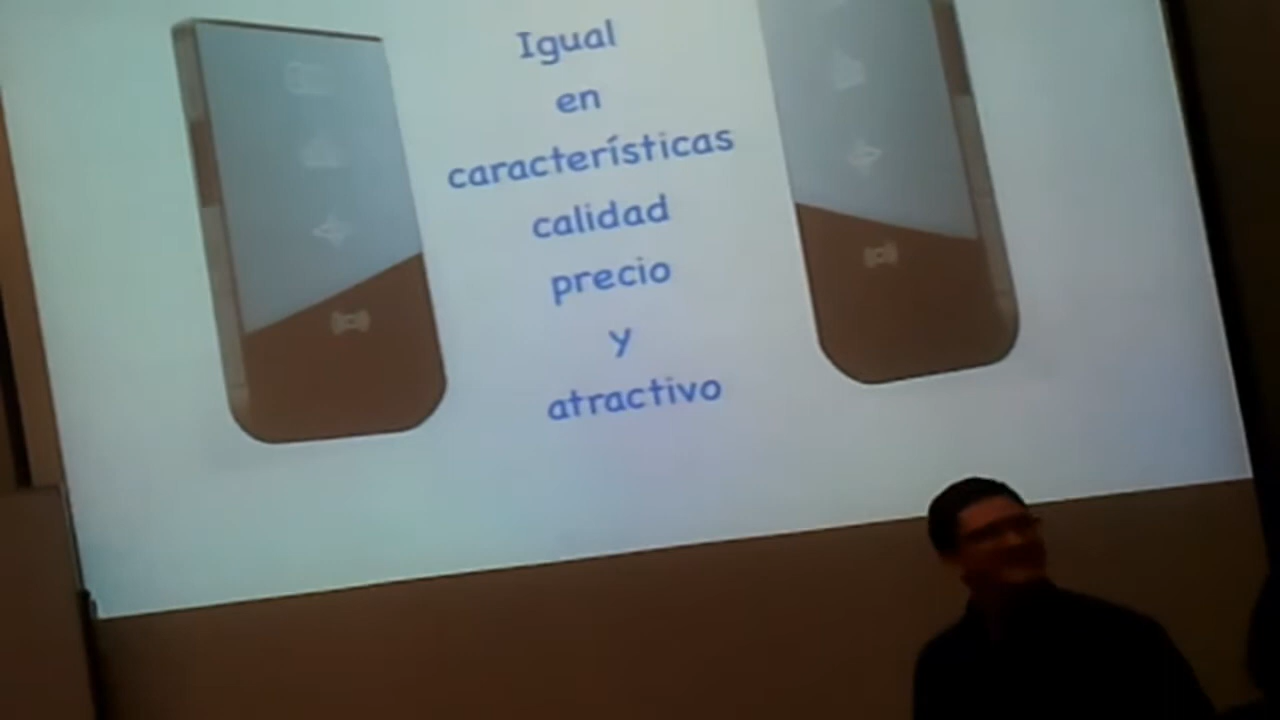 Igual
en
características
calidad
precio
y
atractivo